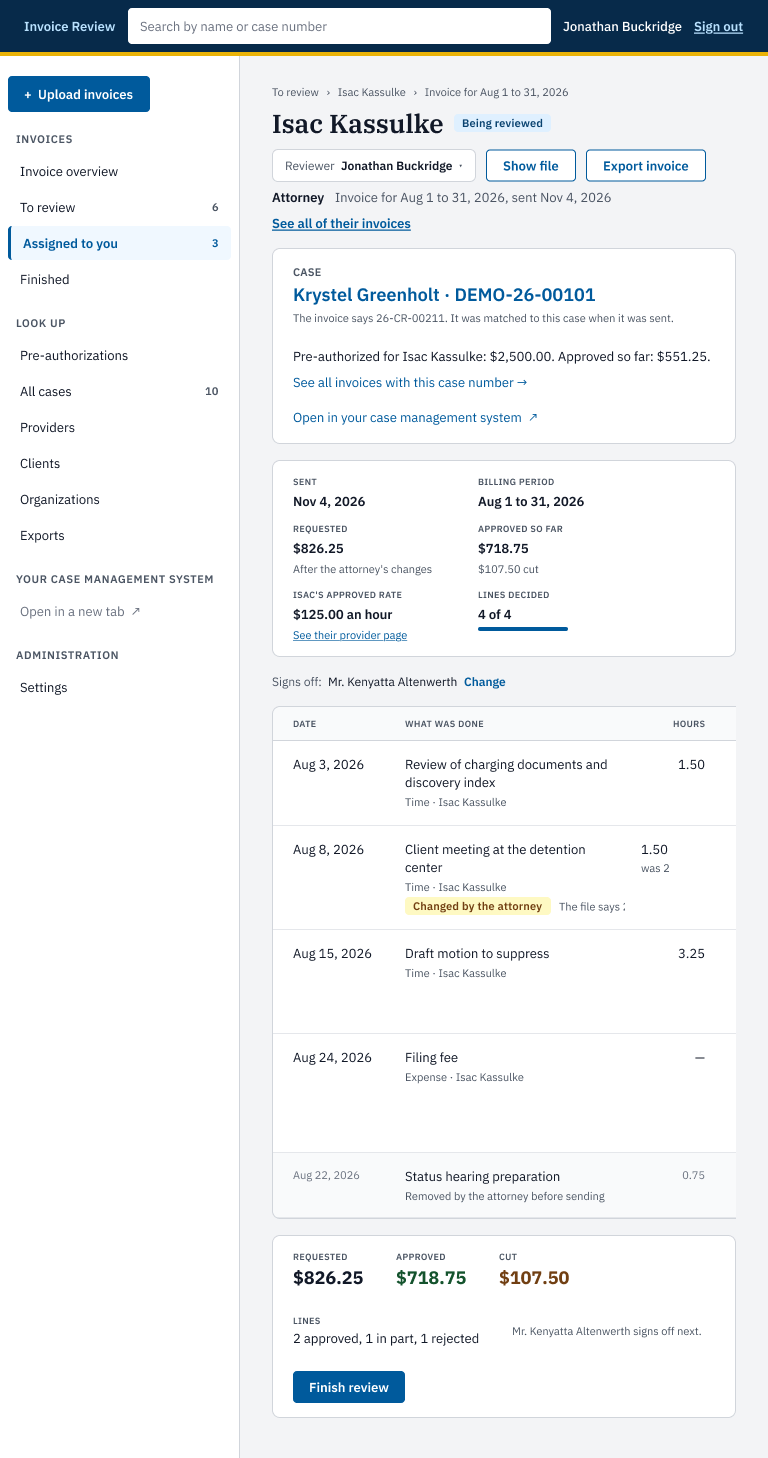 Invoice Review
Search by name or case number
Jonathan Buckridge
Sign out
+ Upload invoices
INVOICES
Invoice overview
To review 6
Assigned to you 3
Finished
LOOK UP
Pre-authorizations
All cases 10
Providers
Clients
Organizations
Exports
YOUR CASE MANAGEMENT SYSTEM
Open in a new tab ↗
ADMINISTRATION
Settings
To review › Isac Kassulke › Invoice for Aug 1 to 31, 2026
Isac Kassulke Being reviewed
Reviewer Jonathan Buckridge ·
Show file
Export invoice
Attorney Invoice for Aug 1 to 31, 2026, sent Nov 4, 2026
See all of their invoices
CASE
Krystel Greenholt · DEMO-26-00101
The invoice says 26-CR-00211. It was matched to this case when it was sent.
Pre-authorized for Isac Kassulke: $2,500.00. Approved so far: $551.25.
See all invoices with this case number →
Open in your case management system ↗
SENT BILLING PERIOD
Nov 4, 2026 Aug 1 to 31, 2026
REQUESTED APPROVED SO FAR
$826.25 $718.75
After the attorney's changes $107.50 cut
ISAC'S APPROVED RATE LINES DECIDED
$125.00 an hour 4 of 4
See their provider page
Signs off: Mr. Kenyatta Altenwerth Change
DATE WHAT WAS DONE HOURS
Aug 3, 2026 Review of charging documents and 1.50
discovery index
Time · Isac Kassulke
Aug 8, 2026 Client meeting at the detention 1.50
center was 2
Time · Isac Kassulke
Changed by the attorney The file says
Aug 15, 2026 Draft motion to suppress 3.25
Time · Isac Kassulke
Aug 24, 2026 Filing fee —
Expense · Isac Kassulke
Aug 22, 2026 Status hearing preparation 0.75
Removed by the attorney before sending
REQUESTED APPROVED CUT
$826.25 $718.75 $107.50
LINES
2 approved, 1 in part, 1 rejected
Mr. Kenyatta Altenwerth signs off next.
Finish review